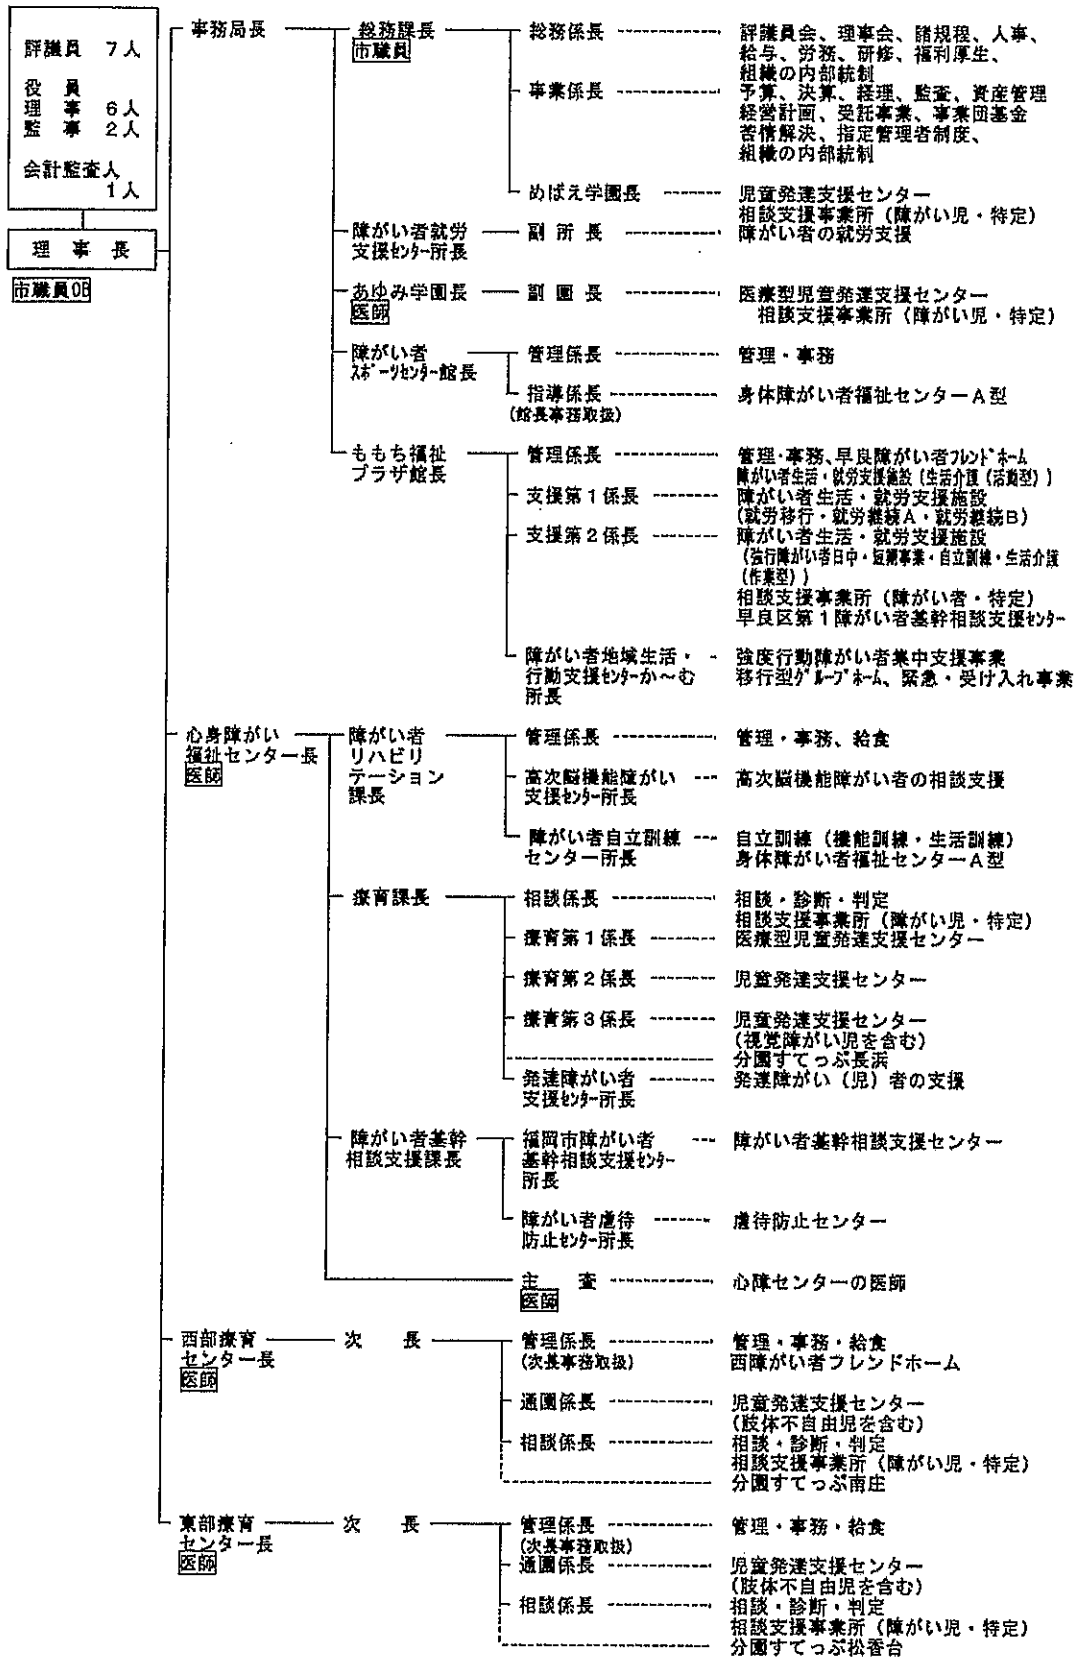 評議員 7人
役員
理事 6人
監事 2人
会計監査人
1人
理事長
市職員OB
事務局長
総務課長
市職員
総務係長
評議員会、理事会、諸規程、人事、
給与、労務、研修、福利厚生、
組織の内部統制
事業係長
予算、決算、経理、監査、資産管理
経営計画、受託事業、事業団基金
苦情解決、指定管理者制度、
組織の内部統制
めばえ学園長
児童発達支援センター
相談支援事業所(障がい児・特定)
障がい者就労
支援センター所長
副所長
障がい者の就労支援
あゆみ学園長
医師
副園長
医療型児童発達支援センター
相談支援事業所(障がい児・特定)
障がい者
スポーツセンター館長
管理係長
管理・事務
指導係長
(館長事務取扱)
身体障がい者福祉センターA型
ももち福祉
プラザ館長
管理係長
管理・事務、早良障がい者フレンドホーム
障がい者生活・就労支援施設(生活介護(活動型))
支援第1係長
障がい者生活・就労支援施設
(就労移行・就労継続A・就労継続B)
支援第2係長
障がい者生活・就労支援施設
(強行障がい者日中・短期事業・自立訓練・生活介護
(作業型))
相談支援事業所(障がい者・特定)
早良区第1障がい者基幹相談支援センター
障がい者地域生活・
行動支援センターか〜む
所長
強度行動障がい者集中支援事業
移行型グループホーム、緊急・受け入れ事業
心身障がい
福祉センター長
医師
障がい者
リハビリ
テーション
課長
管理係長
管理・事務、給食
高次脳機能障がい
支援センター所長
高次脳機能障がい者の相談支援
障がい者自立訓練
センター所長
自立訓練(機能訓練・生活訓練)
身体障がい者福祉センターA型
療育課長
相談係長
相談・診断・判定
相談支援事業所(障がい児・特定)
療育第1係長
医療型児童発達支援センター
療育第2係長
児童発達支援センター
療育第3係長
児童発達支援センター
(視覚障がい児を含む)
分園すてっぷ長浜
発達障がい者
支援センター所長
発達障がい(児)者の支援
障がい者基幹
相談支援課長
福岡市障がい者
基幹相談支援センター
所長
障がい者基幹相談支援センター
障がい者虐待
防止センター所長
虐待防止センター
主査
医師
心障センターの医師
西部療育
センター長
医師
次長
管理係長
(次長事務取扱)
管理・事務・給食
西障がい者フレンドホーム
通園係長
児童発達支援センター
(肢体不自由児を含む)
相談係長
相談・診断・判定
相談支援事業所(障がい児・特定)
分園すてっぷ南庄
東部療育
センター長
医師
次長
管理係長
(次長事務取扱)
管理・事務・給食
通園係長
児童発達支援センター
(肢体不自由児を含む)
相談係長
相談・診断・判定
相談支援事業所(障がい児・特定)
分園すてっぷ松香台